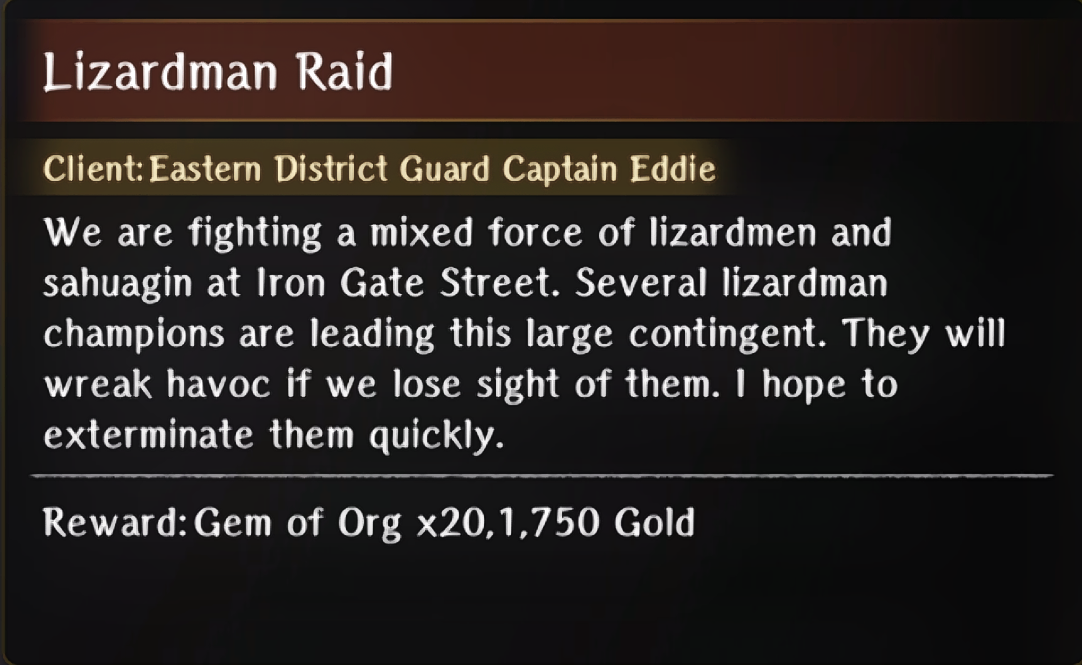 Lizardman Raid
Client:Eastern District Guard Captain Eddie
We are fighting a mixed force of lizardmen and
sahuagin at Iron Gate Street. Several lizardman
champions are leading this large contingent. They will
wreak havoc if we lose sight of them. I hope to
exterminate them quickly.
Reward:Gem of Org x20,1,750 Gold